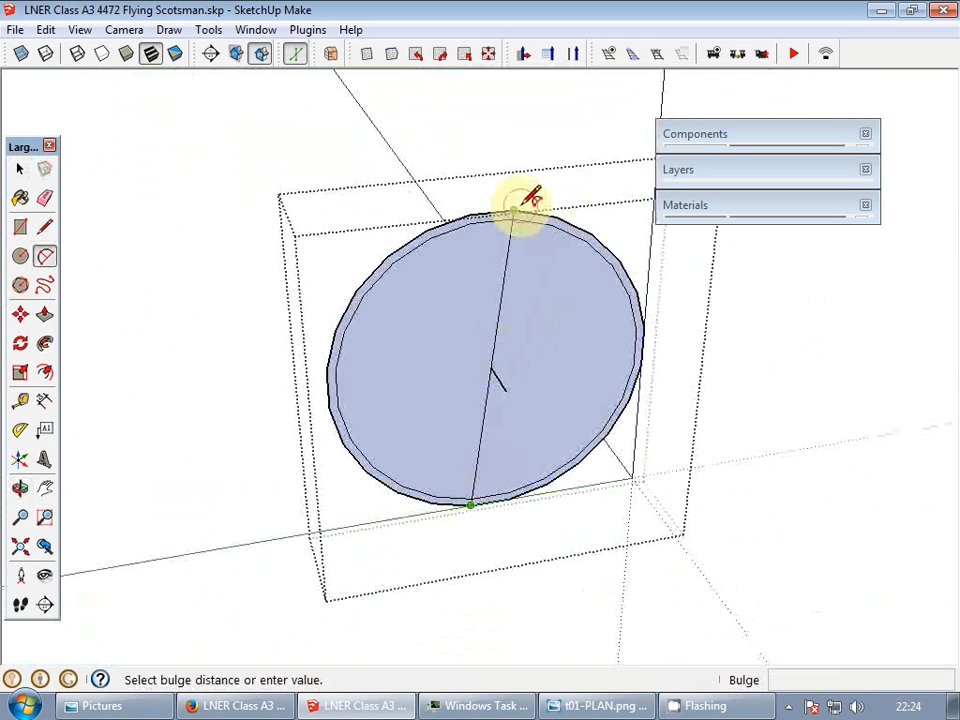 LNER Class A3 4472 Flying Scotsman.skp - SketchUp Make
File Edit View Camera Draw Tools Window Plugins Help
Components
Layers
Materials
Larg...
A1
Select bulge distance or enter value.
Bulge
Pictures
LNER Class A3 ...
LNER Class A3 ...
Windows Task ...
t01-PLAN.png ...
Flashing
22:24